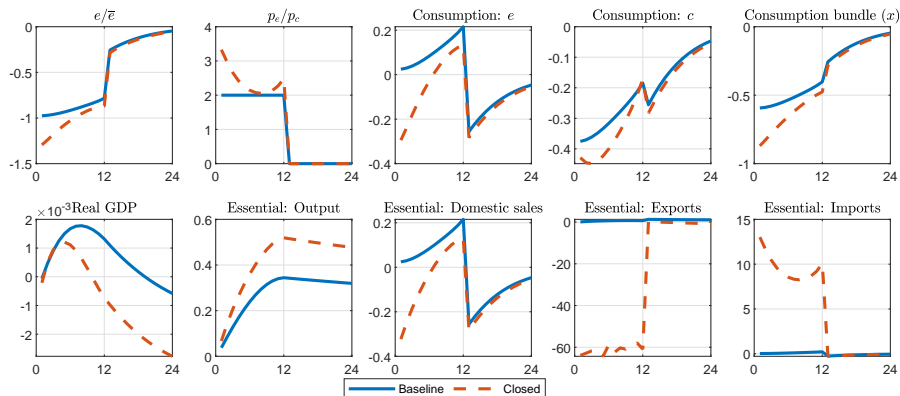 e/e̅
p_e/p_c
Consumption: e
Consumption: c
Consumption bundle (x)
0
-0.5
-1
-1.5
0 12 24
4
3
2
1
0
0 12 24
0.2
0
-0.2
-0.4
0 12 24
0
-0.1
-0.2
-0.3
-0.4
0 12 24
0
-0.5
-1
0 12 24
×10⁻³ Real GDP
Essential: Output
Essential: Domestic sales
Essential: Exports
Essential: Imports
2
1
0
-1
-2
0 12 24
0.6
0.4
0.2
0
0 12 24
0.2
0
-0.2
-0.4
0 12 24
0
-20
-40
-60
0 12 24
15
10
5
0
0 12 24
Baseline Closed